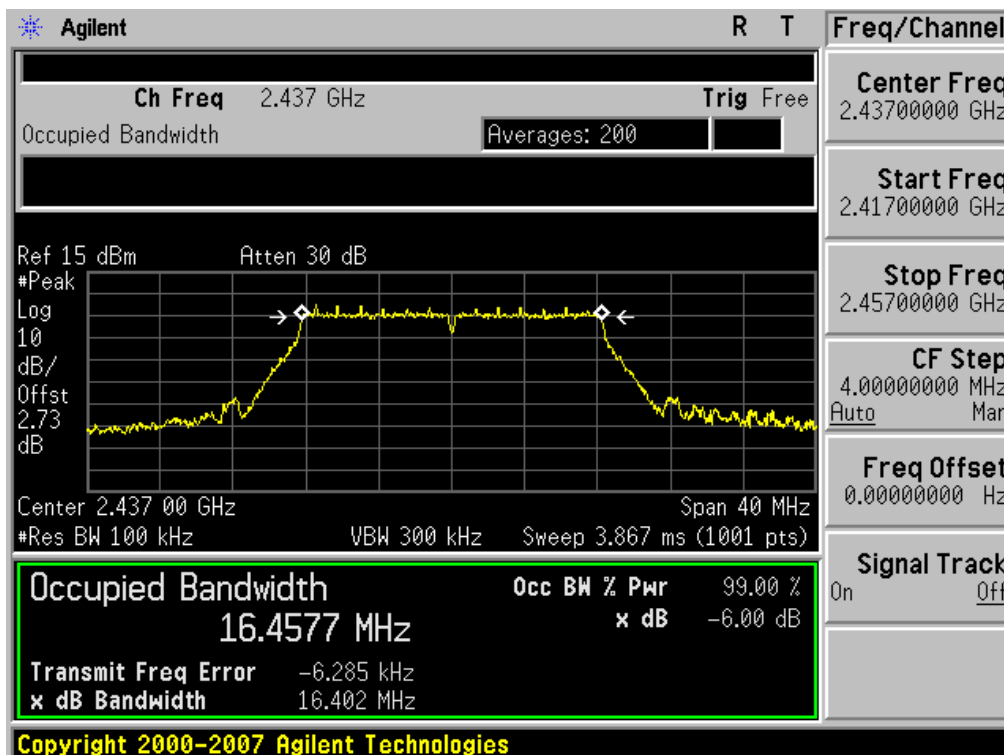 Agilent R T Freq/Channel
Ch Freq 2.437 GHz Trig Free
Occupied Bandwidth Averages: 200
Center Freq
2.43700000 GHz
Start Freq
2.41700000 GHz
Stop Freq
2.45700000 GHz
CF Step
4.00000000 MHz
Auto Man
Freq Offset
0.00000000 Hz
Signal Track
On Off
Ref 15 dBm Atten 30 dB
#Peak
Log
10
dB/
Offst
2.73
dB
Center 2.437 00 GHz Span 40 MHz
#Res BW 100 kHz VBW 300 kHz Sweep 3.867 ms (1001 pts)
Occupied Bandwidth Occ BW % Pwr 99.00 %
16.4577 MHz x dB -6.00 dB
Transmit Freq Error -6.285 kHz
x dB Bandwidth 16.402 MHz
Copyright 2000-2007 Agilent Technologies